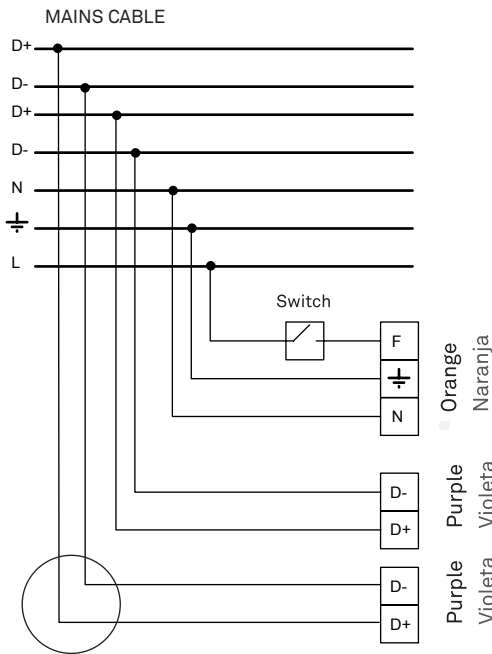 MAINS CABLE
D+
D-
D+
D-
N
L
Switch
F
N
Orange
Naranja
D-
D+
Purple
Violeta
D-
D+
Purple
Violeta